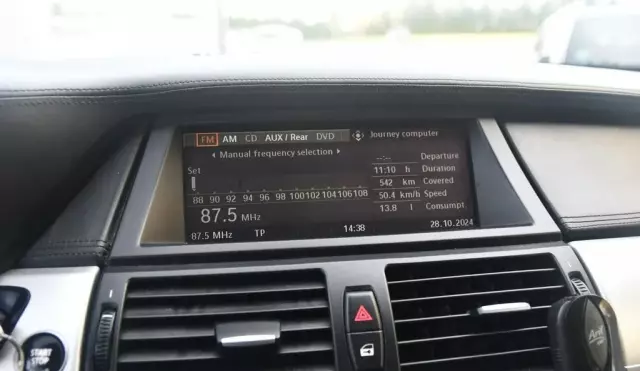 FM AM CD AUX / Rear DVD Journey computer
Manual frequency selection
--:-- Departure
Set 11:10 h Duration
542 km Covered
50.4 km/h Speed
88 90 92 94 96 98 100 102 104 106 108
13.8 l Consumpt
87.5 MHz
28.10.2024
87.5 MHz TP 14:38
START
STOP